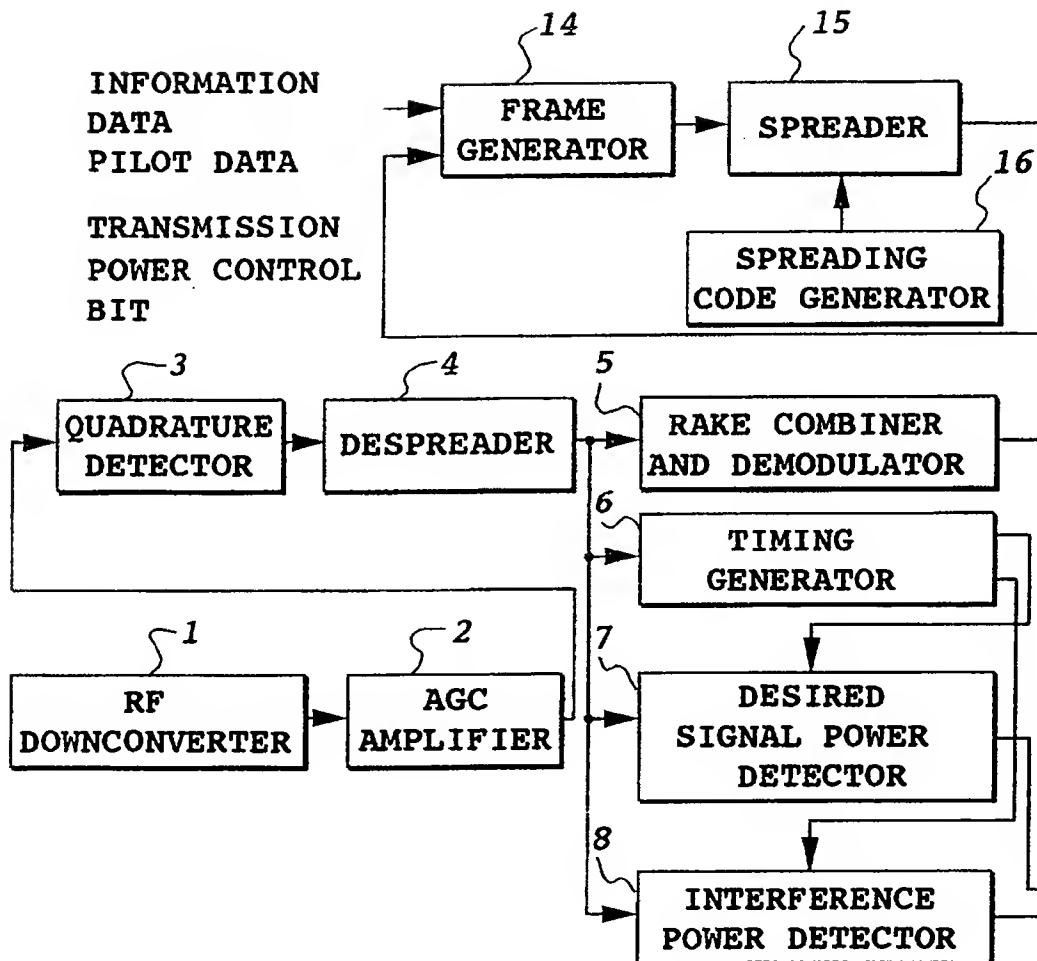 14
15
INFORMATION
DATA
PILOT DATA
FRAME
GENERATOR
SPREADER
16
TRANSMISSION
POWER CONTROL
BIT
SPREADING
CODE GENERATOR
3
4
5
QUADRATURE
DETECTOR
DESPREADER
RAKE COMBINER
AND DEMODULATOR
6
TIMING
GENERATOR
1
2
7
RF
DOWNCONVERTER
AGC
AMPLIFIER
DESIRED
SIGNAL POWER
DETECTOR
8
INTERFERENCE
POWER DETECTOR